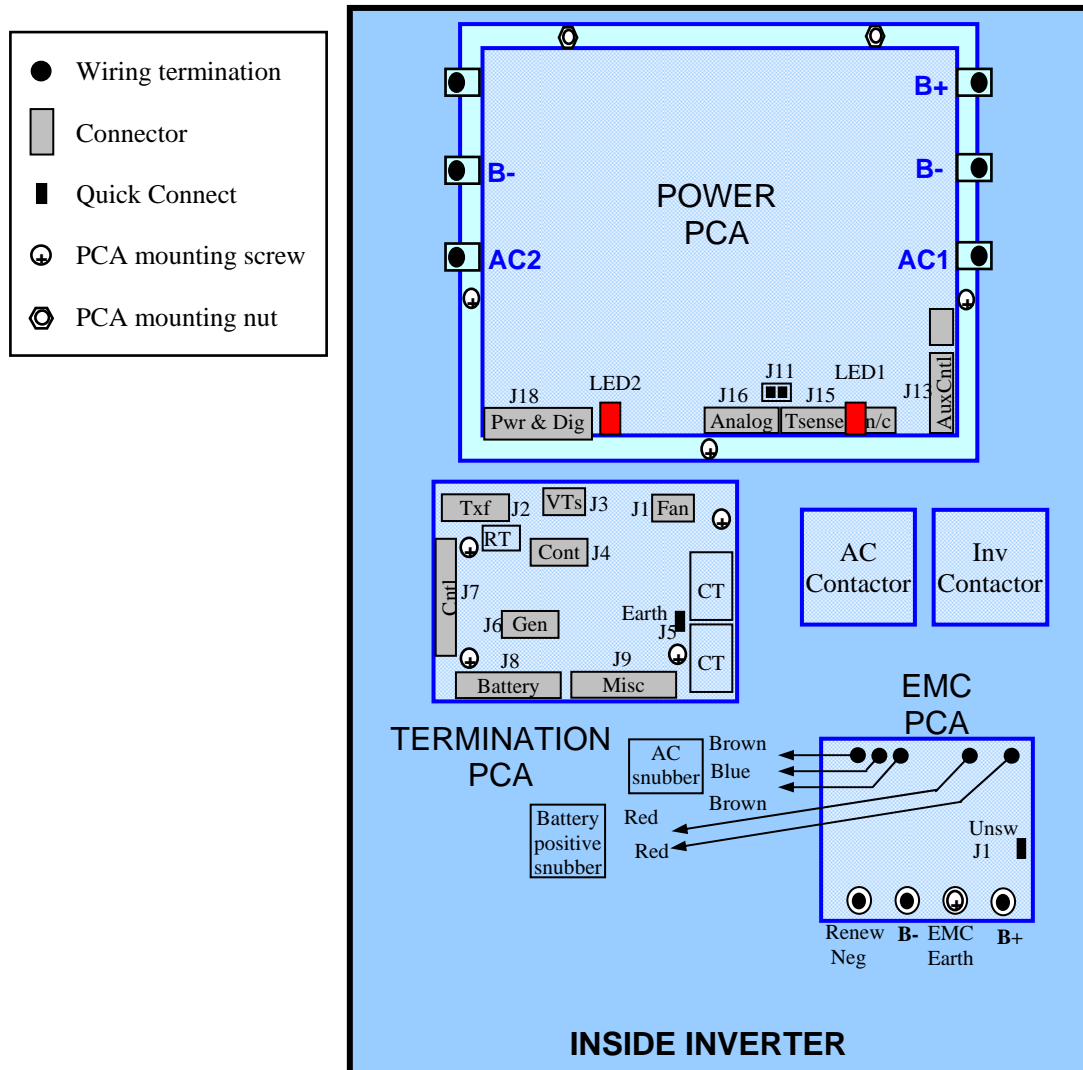 Wiring termination
Connector
Quick Connect
PCA mounting screw
PCA mounting nut
B+
B-
B-
POWER
PCA
AC2
AC1
J11
LED2
LED1
J18
J16
J15
J13
AuxCntl
Pwr & Dig
Analog
Tsense
n/c
Txf
J2
VTs
J3
J1
Fan
RT
Cont
J4
Cntl
J7
CT
Earth
J5
J6
Gen
J8
J9
CT
Battery
Misc
AC
Contactor
Inv
Contactor
TERMINATION
PCA
EMC
PCA
AC
snubber
Brown
Blue
Brown
Battery
positive
snubber
Red
Red
Unsw
J1
Renew
Neg
B-
EMC
Earth
B+
INSIDE INVERTER